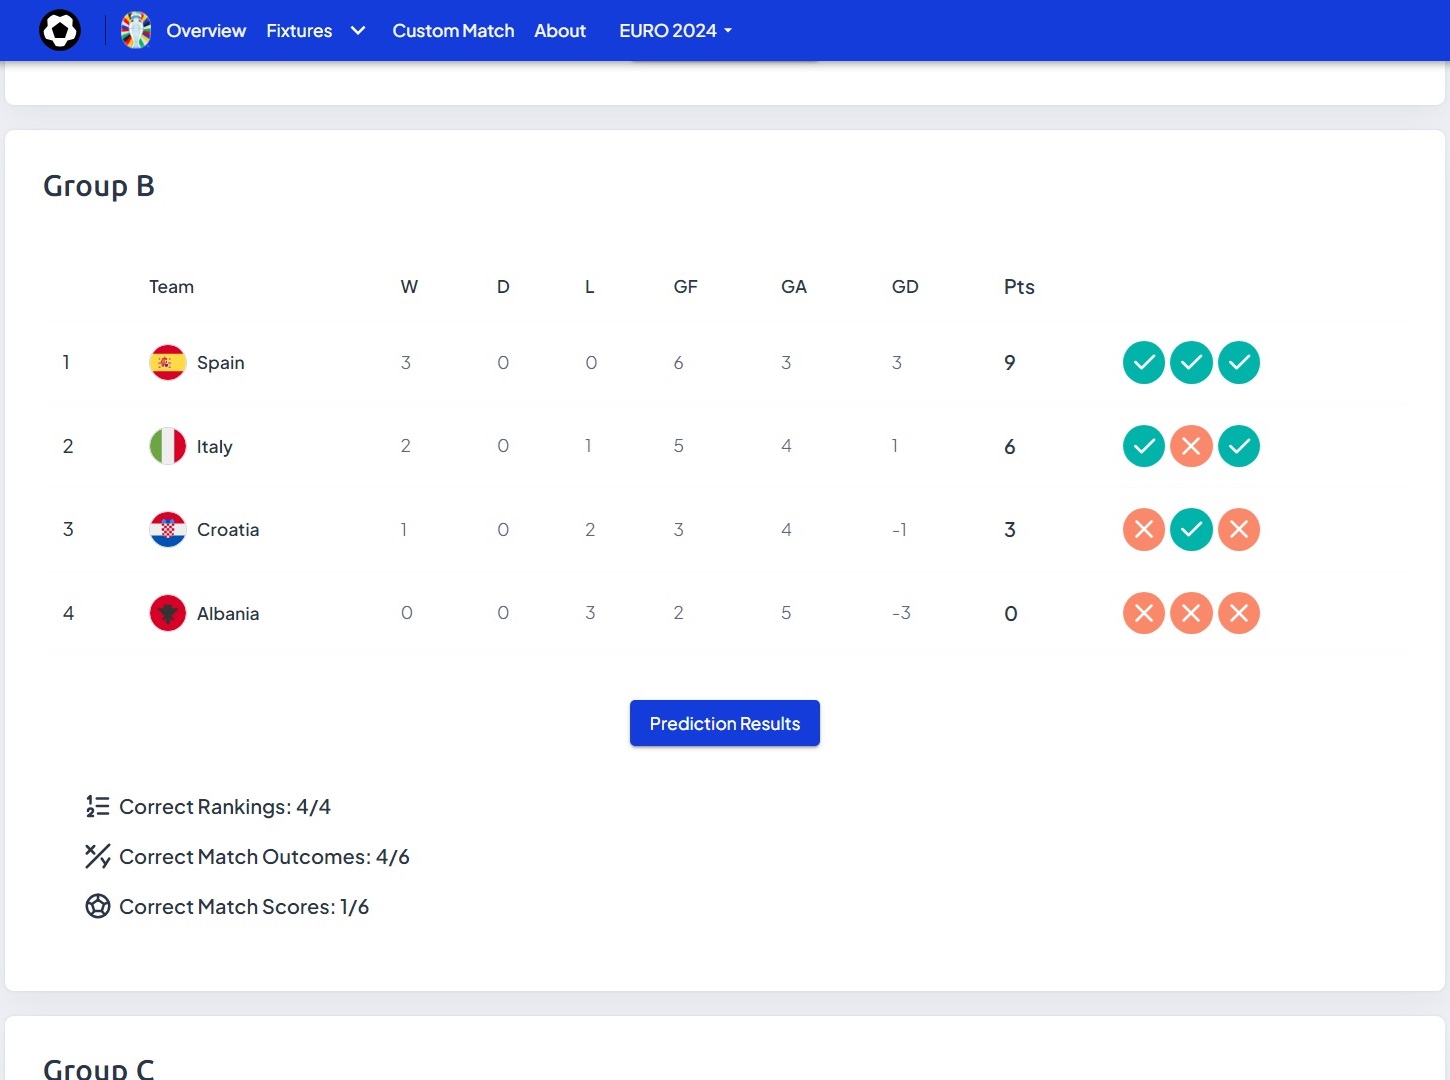 Overview Fixtures Custom Match About EURO 2024
Group B
Team W D L GF GA GD Pts
1 Spain 3 0 0 6 3 3 9
2 Italy 2 0 1 5 4 1 6
3 Croatia 1 0 2 3 4 -1 3
4 Albania 0 0 3 2 5 -3 0
Prediction Results
Correct Rankings: 4/4
Correct Match Outcomes: 4/6
Correct Match Scores: 1/6
Group C